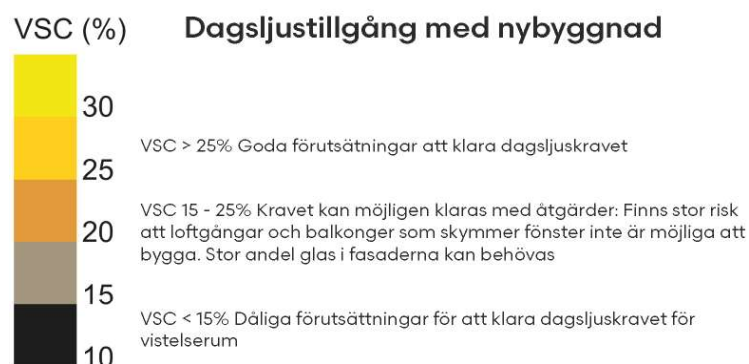 VSC (%)
Dagsljustillgång med nybyggnad
30
VSC > 25% Goda förutsätningar att klara dagsljuskravet
25
VSC 15 - 25% Kravet kan möjligen klaras med åtgärder: Finns stor risk
att loftgångar och balkonger som skymmer fönster inte är möjliga att
bygga. Stor andel glas i fasaderna kan behövas
20
15
VSC < 15% Dåliga förutsättningar för att klara dagsljuskravet för
vistelserum
10